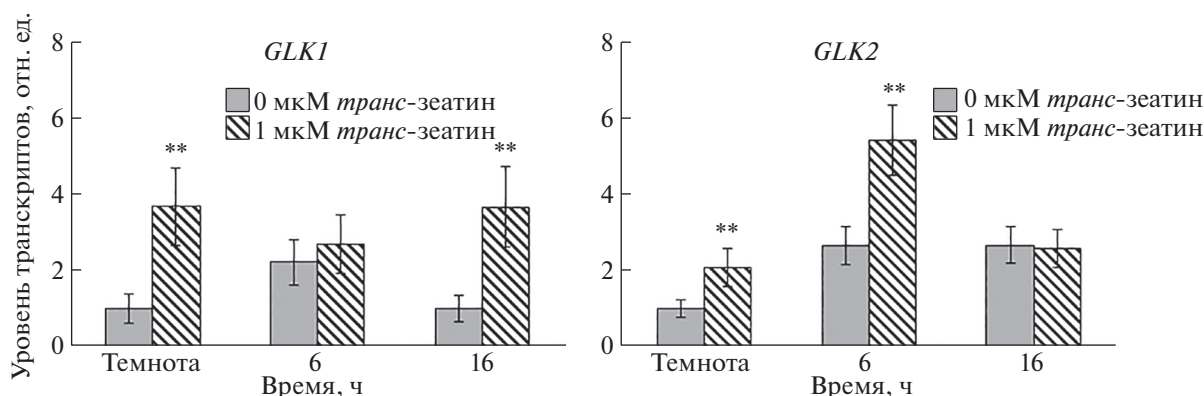 Уровень транскриптов, отн. ед.
8
6
4
2
0
GLK1
0 мкМ транс-зеатин
1 мкМ транс-зеатин
**
**
Темнота
6
16
Время, ч
8
6
4
2
0
GLK2
0 мкМ транс-зеатин
1 мкМ транс-зеатин
**
**
Темнота
6
16
Время, ч